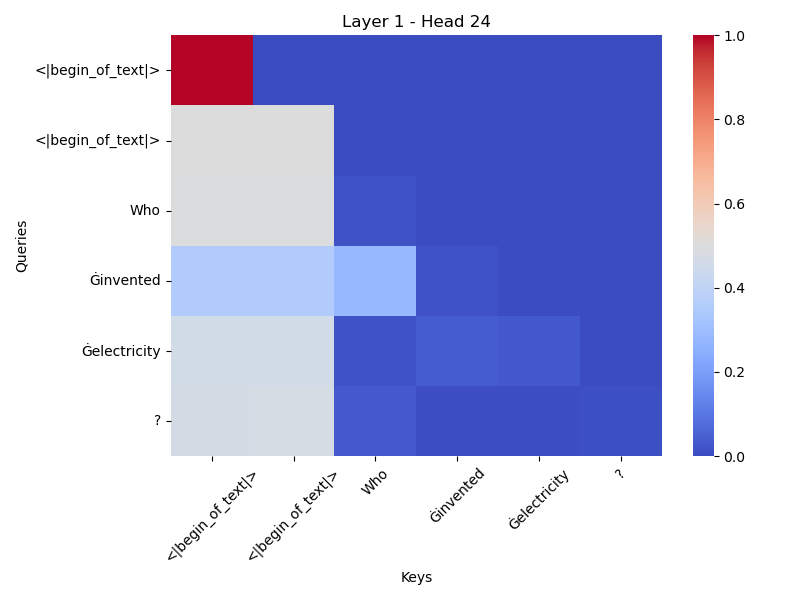 Layer 1 - Head 24
<|begin_of_text|>
<|begin_of_text|>
Who
Ġinvented
Ġelectricity
?
Queries
<|begin_of_text|>
<|begin_of_text|>
Who
Ġinvented
Ġelectricity
?
Keys
1.0
0.8
0.6
0.4
0.2
0.0